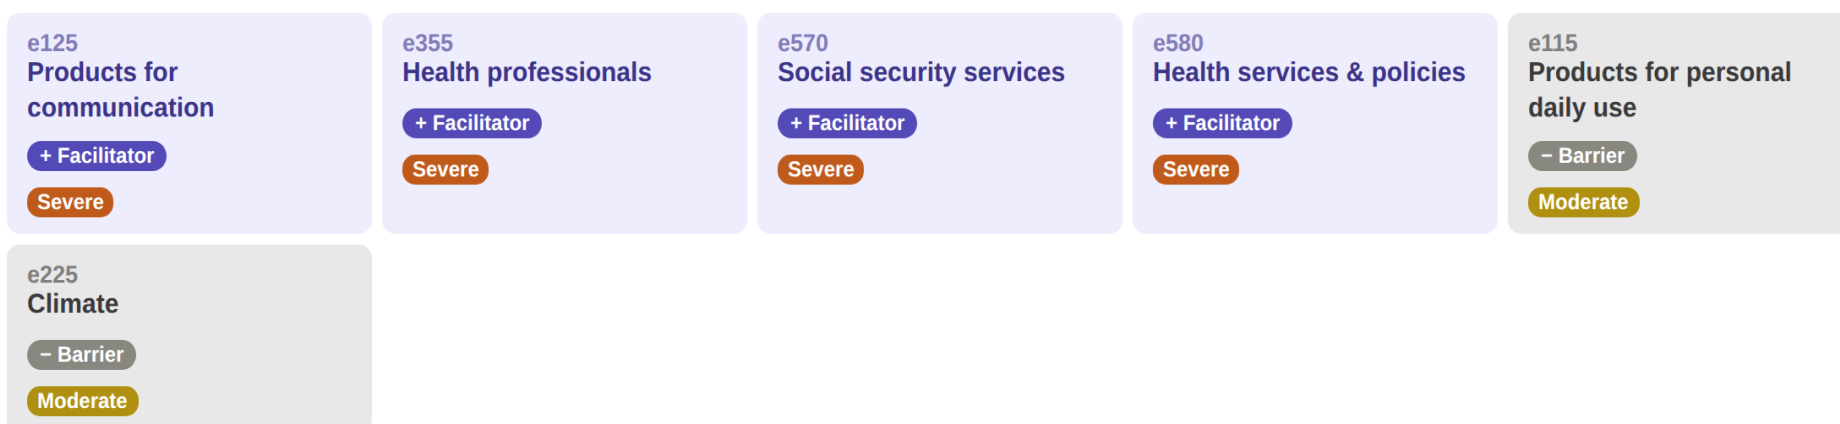 e125
Products for
communication
+ Facilitator
Severe
e355
Health professionals
+ Facilitator
Severe
e570
Social security services
+ Facilitator
Severe
e580
Health services & policies
+ Facilitator
Severe
e115
Products for personal
daily use
− Barrier
Moderate
e225
Climate
− Barrier
Moderate